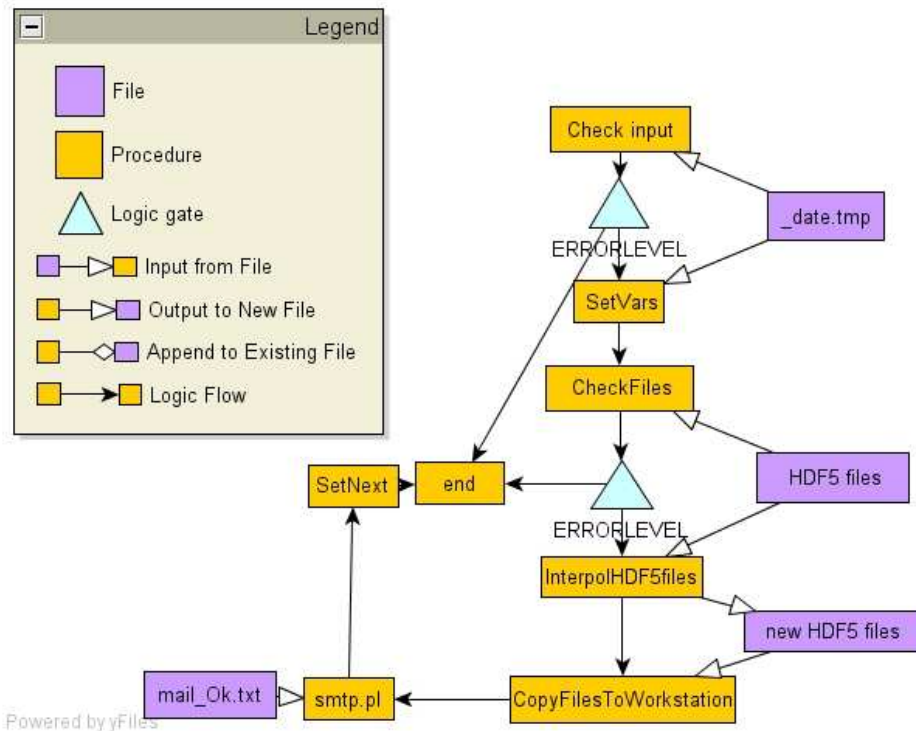 Legend
File
Procedure
Logic gate
Input from File
Output to New File
Append to Existing File
Logic Flow
Check input
_date.tmp
ERRORLEVEL
SetVars
CheckFiles
SetNext
end
HDF5 files
ERRORLEVEL
InterpolHDF5files
new HDF5 files
mail_Ok.txt
smtp.pl
CopyFilesToWorkstation
Powered by yFiles